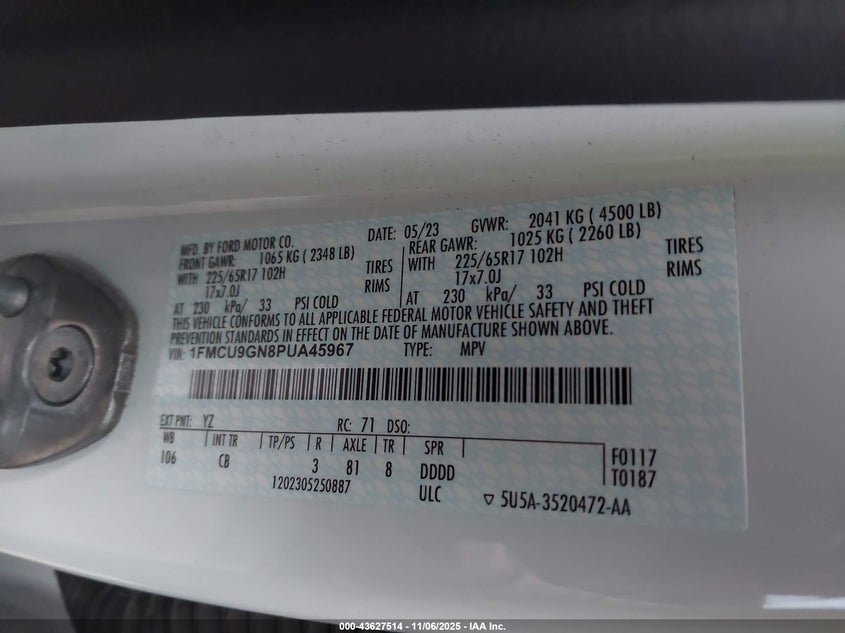 MFD. BY FORD MOTOR CO. DATE: 05/23 GVWR: 2041 KG ( 4500 LB)
FRONT GAWR: 1065 KG ( 2348 LB) REAR GAWR: 1025 KG ( 2260 LB)
WITH 225/65R17 102H TIRES WITH 225/65R17 102H TIRES
17x7.0J RIMS 17x7.0J RIMS
AT 230 kPa/ 33 PSI COLD AT 230 kPa/ 33 PSI COLD
THIS VEHICLE CONFORMS TO ALL APPLICABLE FEDERAL MOTOR VEHICLE SAFETY AND THEFT
PREVENTION STANDARDS IN EFFECT ON THE DATE OF MANUFACTURE SHOWN ABOVE.
VIN: 1FMCU9GN8PUA45967 TYPE: MPV
EXT PNT: YZ RC: 71 DSO:
WB INT TR TP/PS R AXLE TR SPR F0117
106 CB 3 81 8 DDDD T0187
1202305250887 ULC ▽ 5U5A-3520472-AA
000-43627514 - 11/06/2025 - IAA Inc.